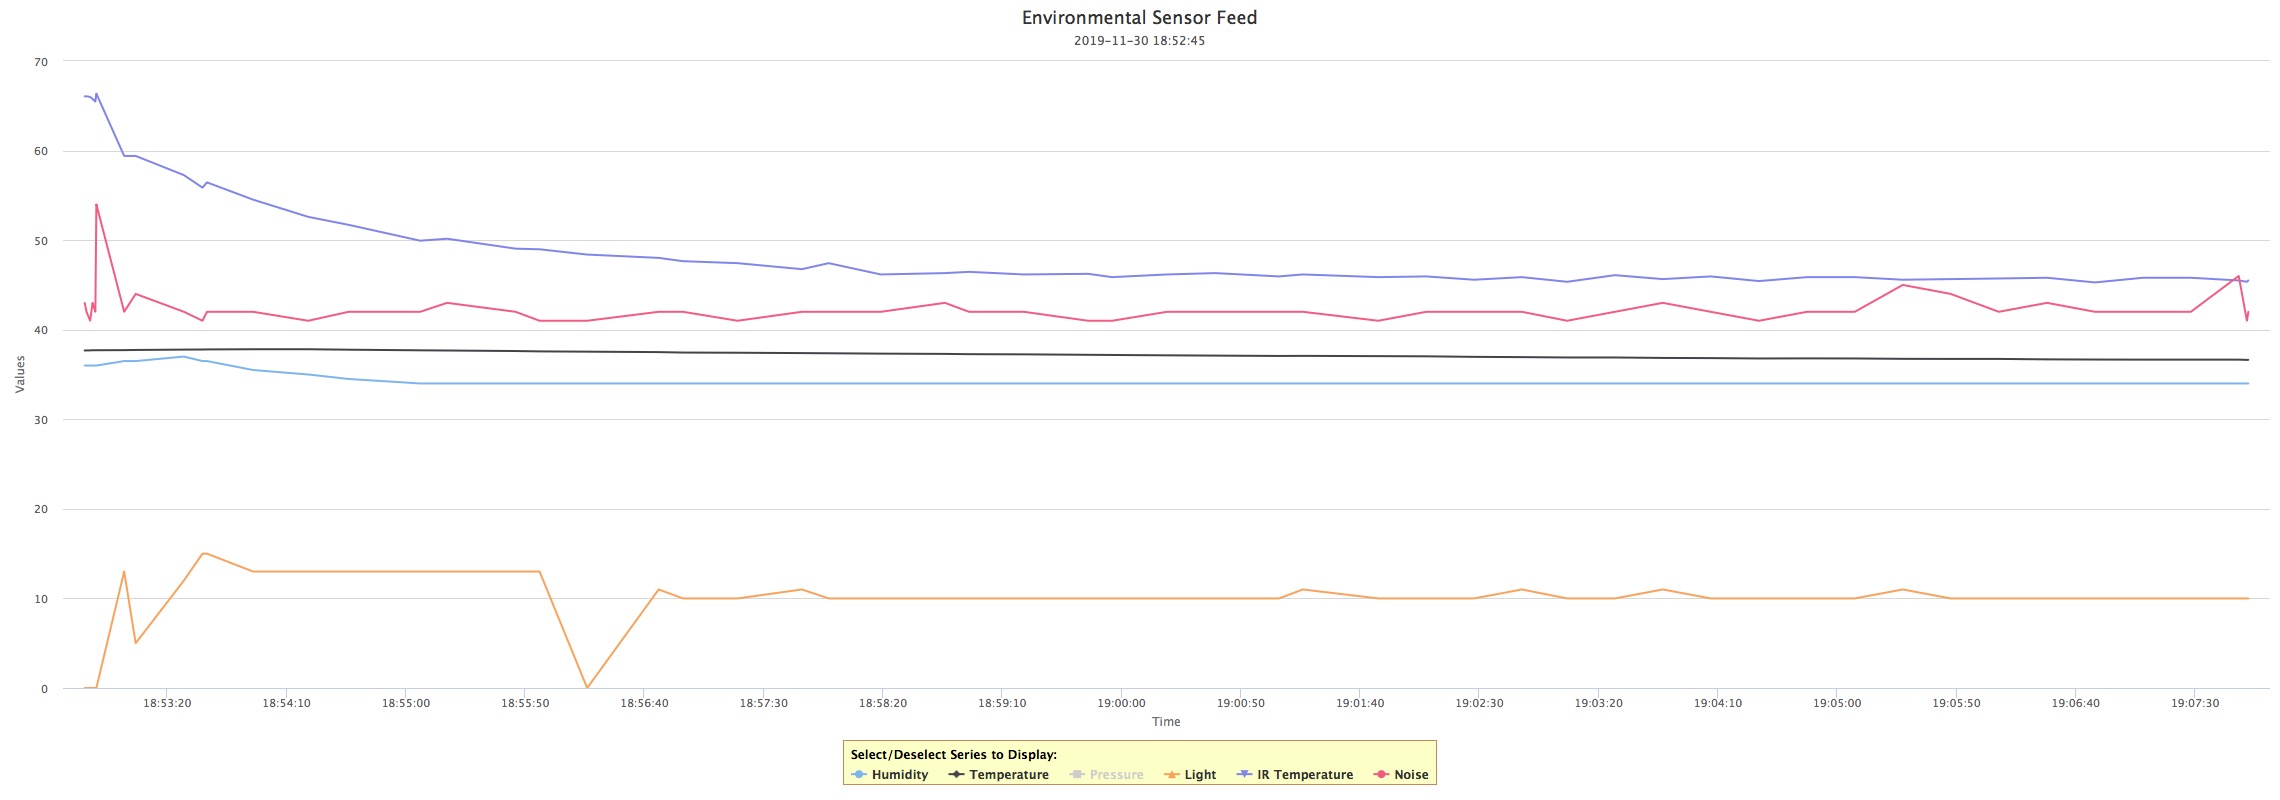 Environmental Sensor Feed
2019-11-30 18:52:45
70
60
50
40
30
20
10
0
Values
18:53:20 18:54:10 18:55:00 18:55:50 18:56:40 18:57:30 18:58:20 18:59:10 19:00:00 19:00:50 19:01:40 19:02:30 19:03:20 19:04:10 19:05:00 19:05:50 19:06:40 19:07:30
Time
Select/Deselect Series to Display:
Humidity Temperature Pressure Light IR Temperature Noise